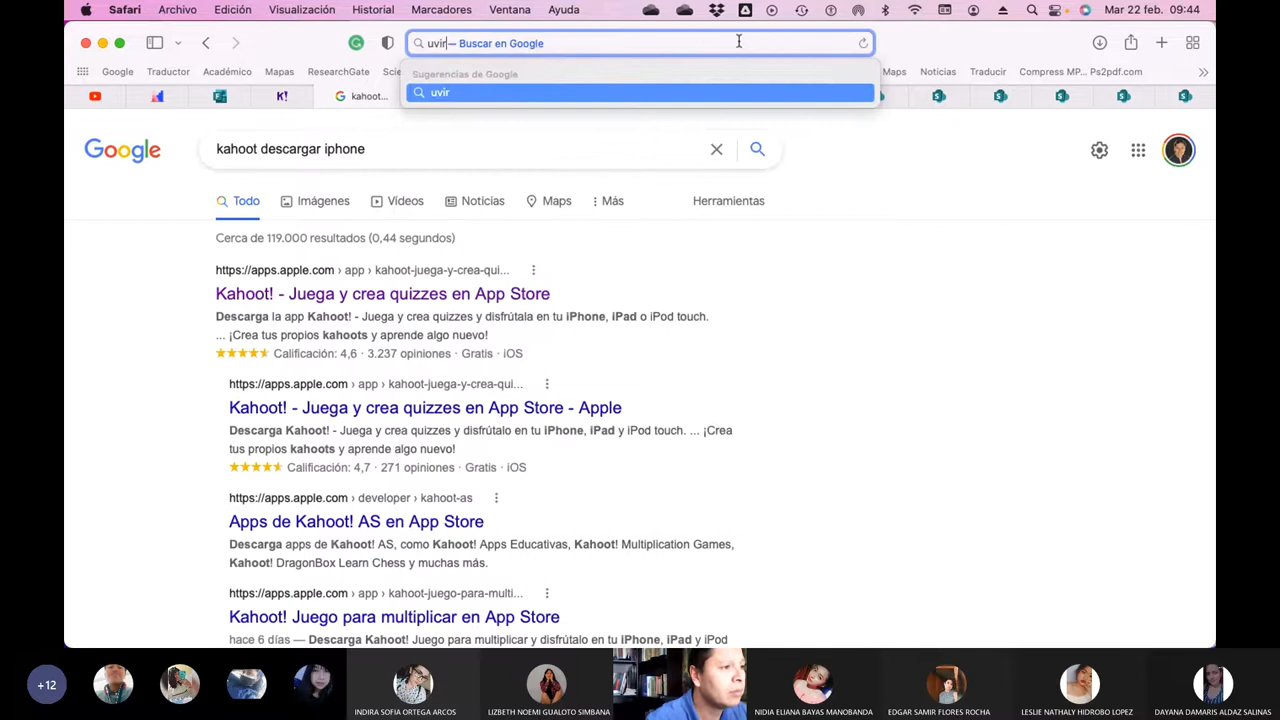 Safari Archivo Edición Visualización Historial Marcadores Ventana Ayuda Mar 22 feb. 09:44
uvir — Buscar en Google
Google Traductor Académico Mapas ResearchGate Maps Noticias Traducir Compress MP... Ps2pdf.com
Sugerencias de Google
uvir
K! kahoot...
Google
kahoot descargar iphone
Todo Imágenes Vídeos Noticias Maps Más Herramientas
Cerca de 119.000 resultados (0,44 segundos)
https://apps.apple.com › app › kahoot-juega-y-crea-qui...
Kahoot! - Juega y crea quizzes en App Store
Descarga la app Kahoot! - Juega y crea quizzes y disfrútala en tu iPhone, iPad o iPod touch.
... ¡Crea tus propios kahoots y aprende algo nuevo!
Calificación: 4,6 · 3.237 opiniones · Gratis · iOS
https://apps.apple.com › app › kahoot-juega-y-crea-qui...
Kahoot! - Juega y crea quizzes en App Store - Apple
Descarga Kahoot! - Juega y crea quizzes y disfrútalo en tu iPhone, iPad y iPod touch. ... ¡Crea
tus propios kahoots y aprende algo nuevo!
Calificación: 4,7 · 271 opiniones · Gratis · iOS
https://apps.apple.com › developer › kahoot-as
Apps de Kahoot! AS en App Store
Descarga apps de Kahoot! AS, como Kahoot! Apps Educativas, Kahoot! Multiplication Games,
Kahoot! DragonBox Learn Chess y muchas más.
https://apps.apple.com › app › kahoot-juego-para-multi...
Kahoot! Juego para multiplicar en App Store
hace 6 días — Descarga Kahoot! Juego para multiplicar y disfrútalo en tu iPhone, iPad y iPod
+12
INDIRA SOFIA ORTEGA ARCOS
LIZBETH NOEMI GUALOTO SIMBANA
NIDIA ELIANA BAYAS MANOBANDA
EDGAR SAMIR FLORES ROCHA
LESLIE NATHALY HIDROBO LOPEZ
DAYANA DAMARIS ALDAZ SALINAS